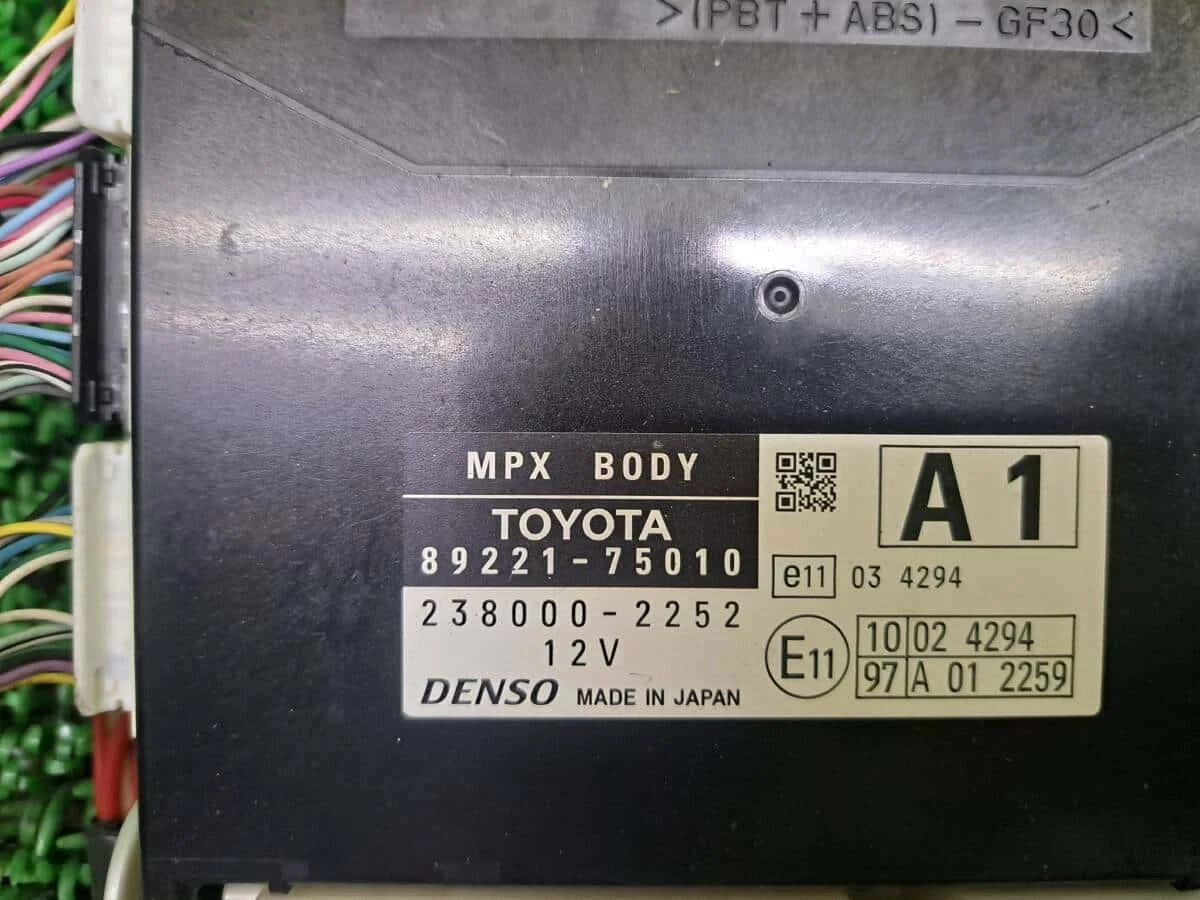 >(PBT + ABS) - GF30<
MPX BODY
TOYOTA
89221-75010
238000-2252
12V
DENSO MADE IN JAPAN
A1
e11 03 4294
E11
10 02 4294
97 A 01 2259